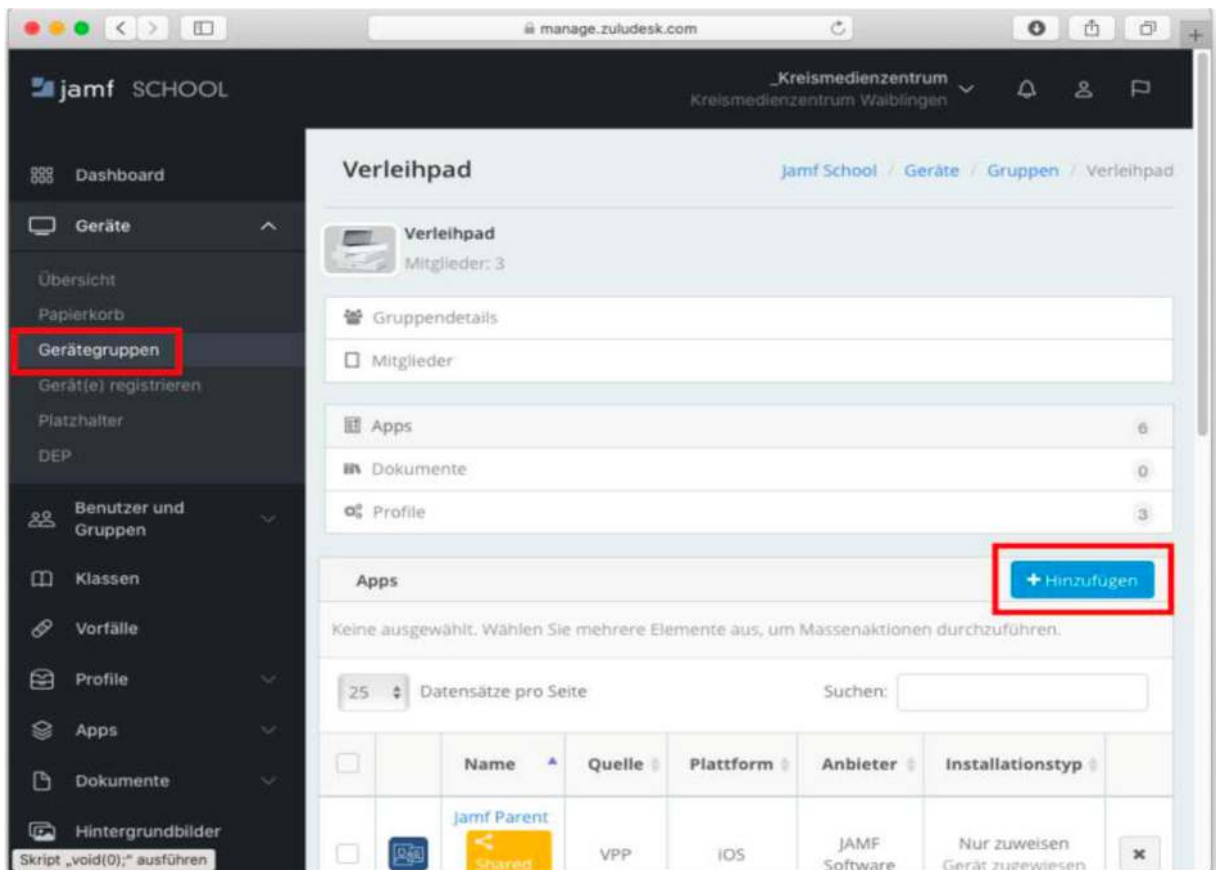 manage.zuludesk.com
jamf SCHOOL
_Kreismedienzentrum
Kreismedienzentrum Waiblingen
Dashboard
Geräte
Übersicht
Papierkorb
Gerätegruppen
Gerät(e) registrieren
Platzhalter
DEP
Benutzer und
Gruppen
Klassen
Vorfälle
Profile
Apps
Dokumente
Hintergrundbilder
Skript „void(0);“ ausführen
Verleihpad
Jamf School / Geräte / Gruppen / Verleihpad
Verleihpad
Mitglieder: 3
Gruppendetails
Mitglieder
Apps 6
Dokumente 0
Profile 3
Apps
+ Hinzufügen
Keine ausgewählt. Wählen Sie mehrere Elemente aus, um Massenaktionen durchzuführen.
25 Datensätze pro Seite Suchen:
Name Quelle Plattform Anbieter Installationstyp
Jamf Parent
Shared
VPP
iOS
JAMF
Software
Nur zuweisen
Gerät zugewiesen